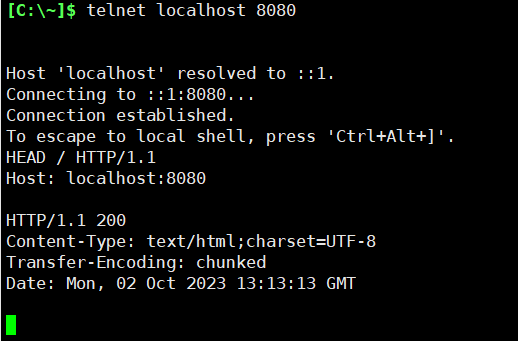 [C:\~]$ telnet localhost 8080
Host 'localhost' resolved to ::1.
Connecting to ::1:8080...
Connection established.
To escape to local shell, press 'Ctrl+Alt+]'.
HEAD / HTTP/1.1
Host: localhost:8080
HTTP/1.1 200
Content-Type: text/html;charset=UTF-8
Transfer-Encoding: chunked
Date: Mon, 02 Oct 2023 13:13:13 GMT